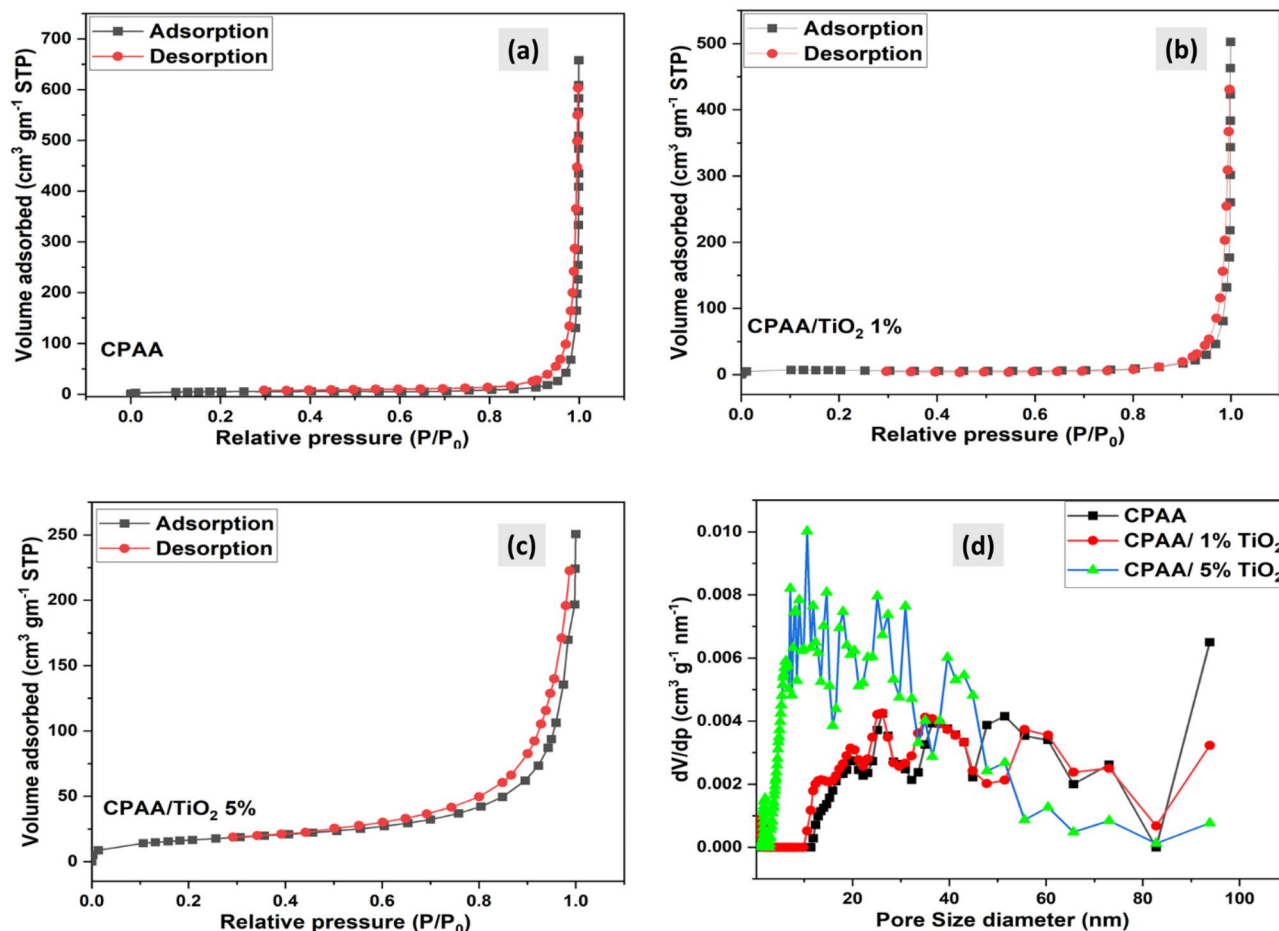 Adsorption
Desorption
(a)
Volume adsorbed (cm³ gm⁻¹ STP)
700
600
500
400
300
200
100
0
CPAA
0.0 0.2 0.4 0.6 0.8 1.0
Relative pressure (P/P₀)
Adsorption
Desorption
(b)
Volume adsorbed (cm³ gm⁻¹ STP)
500
400
300
200
100
0
CPAA/TiO₂ 1%
0.0 0.2 0.4 0.6 0.8 1.0
Relative pressure (P/P₀)
Adsorption
Desorption
(c)
Volume adsorbed (cm³ gm⁻¹ STP)
250
200
150
100
50
0
CPAA/TiO₂ 5%
0.0 0.2 0.4 0.6 0.8 1.0
Relative pressure (P/P₀)
CPAA
CPAA/ 1% TiO₂
CPAA/ 5% TiO₂
(d)
dV/dp (cm³ g⁻¹ nm⁻¹)
0.010
0.008
0.006
0.004
0.002
0.000
20 40 60 80 100
Pore Size diameter (nm)